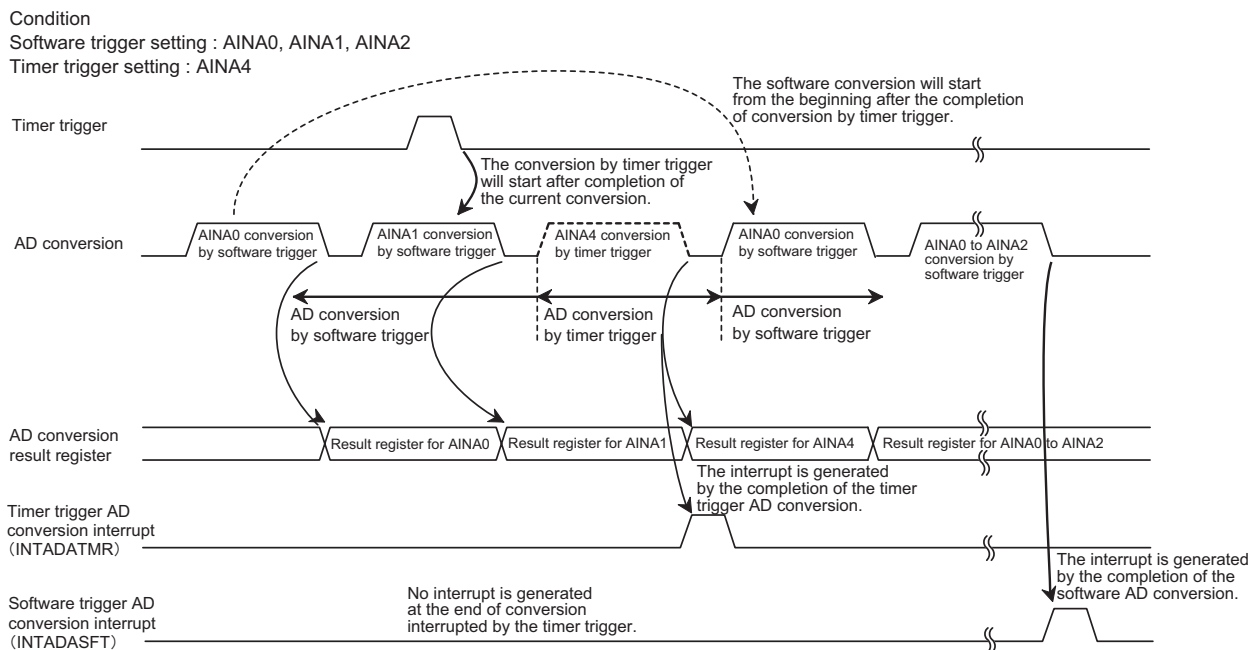 Condition
Software trigger setting : AINA0, AINA1, AINA2
Timer trigger setting : AINA4
The software conversion will start
from the beginning after the completion
of conversion by timer trigger.
Timer trigger
The conversion by timer trigger
will start after completion of
the current conversion.
AD conversion
AINA0 conversion
by software trigger
AINA1 conversion
by software trigger
AINA4 conversion
by timer trigger
AINA0 conversion
by software trigger
AINA0 to AINA2
conversion by
software trigger
AD conversion
by software trigger
AD conversion
by timer trigger
AD conversion
by software trigger
AD conversion
result register
Result register for AINA0
Result register for AINA1
Result register for AINA4
Result register for AINA0 to AINA2
The interrupt is generated
by the completion of the timer
trigger AD conversion.
Timer trigger AD
conversion interrupt
(INTADATMR)
The interrupt is generated
by the completion of the
software AD conversion.
No interrupt is generated
at the end of conversion
interrupted by the timer trigger.
Software trigger AD
conversion interrupt
(INTADASFT)